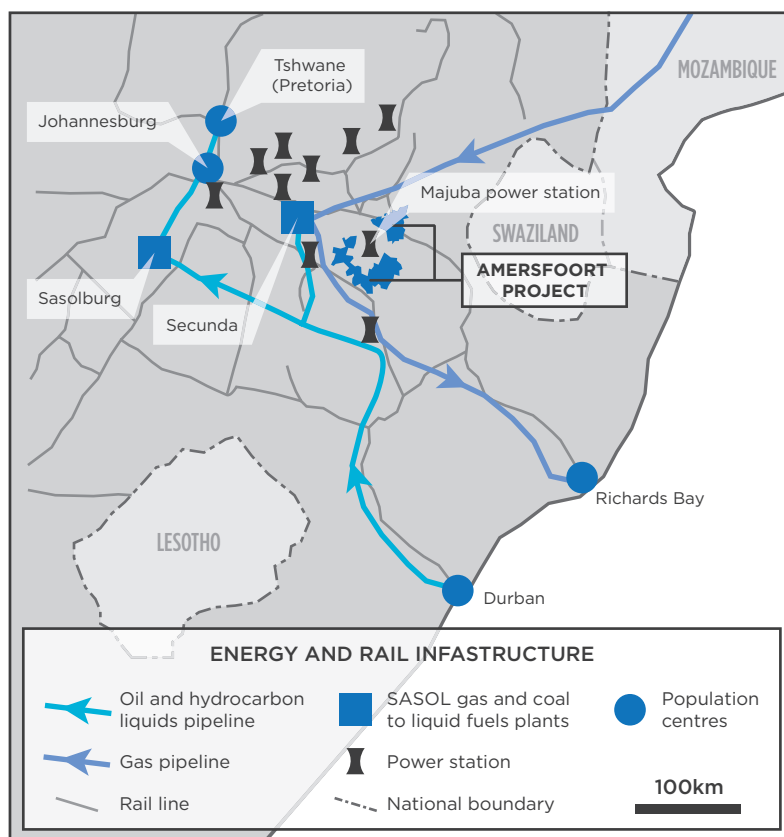 Tshwane
(Pretoria)
MOZAMBIQUE
Johannesburg
Majuba power station
SWAZILAND
AMERSFOORT
PROJECT
Sasolburg
Secunda
Richards Bay
LESOTHO
Durban
ENERGY AND RAIL INFASTRUCTURE
Oil and hydrocarbon
liquids pipeline
SASOL gas and coal
to liquid fuels plants
Population
centres
Gas pipeline
Power station
Rail line
National boundary
100km